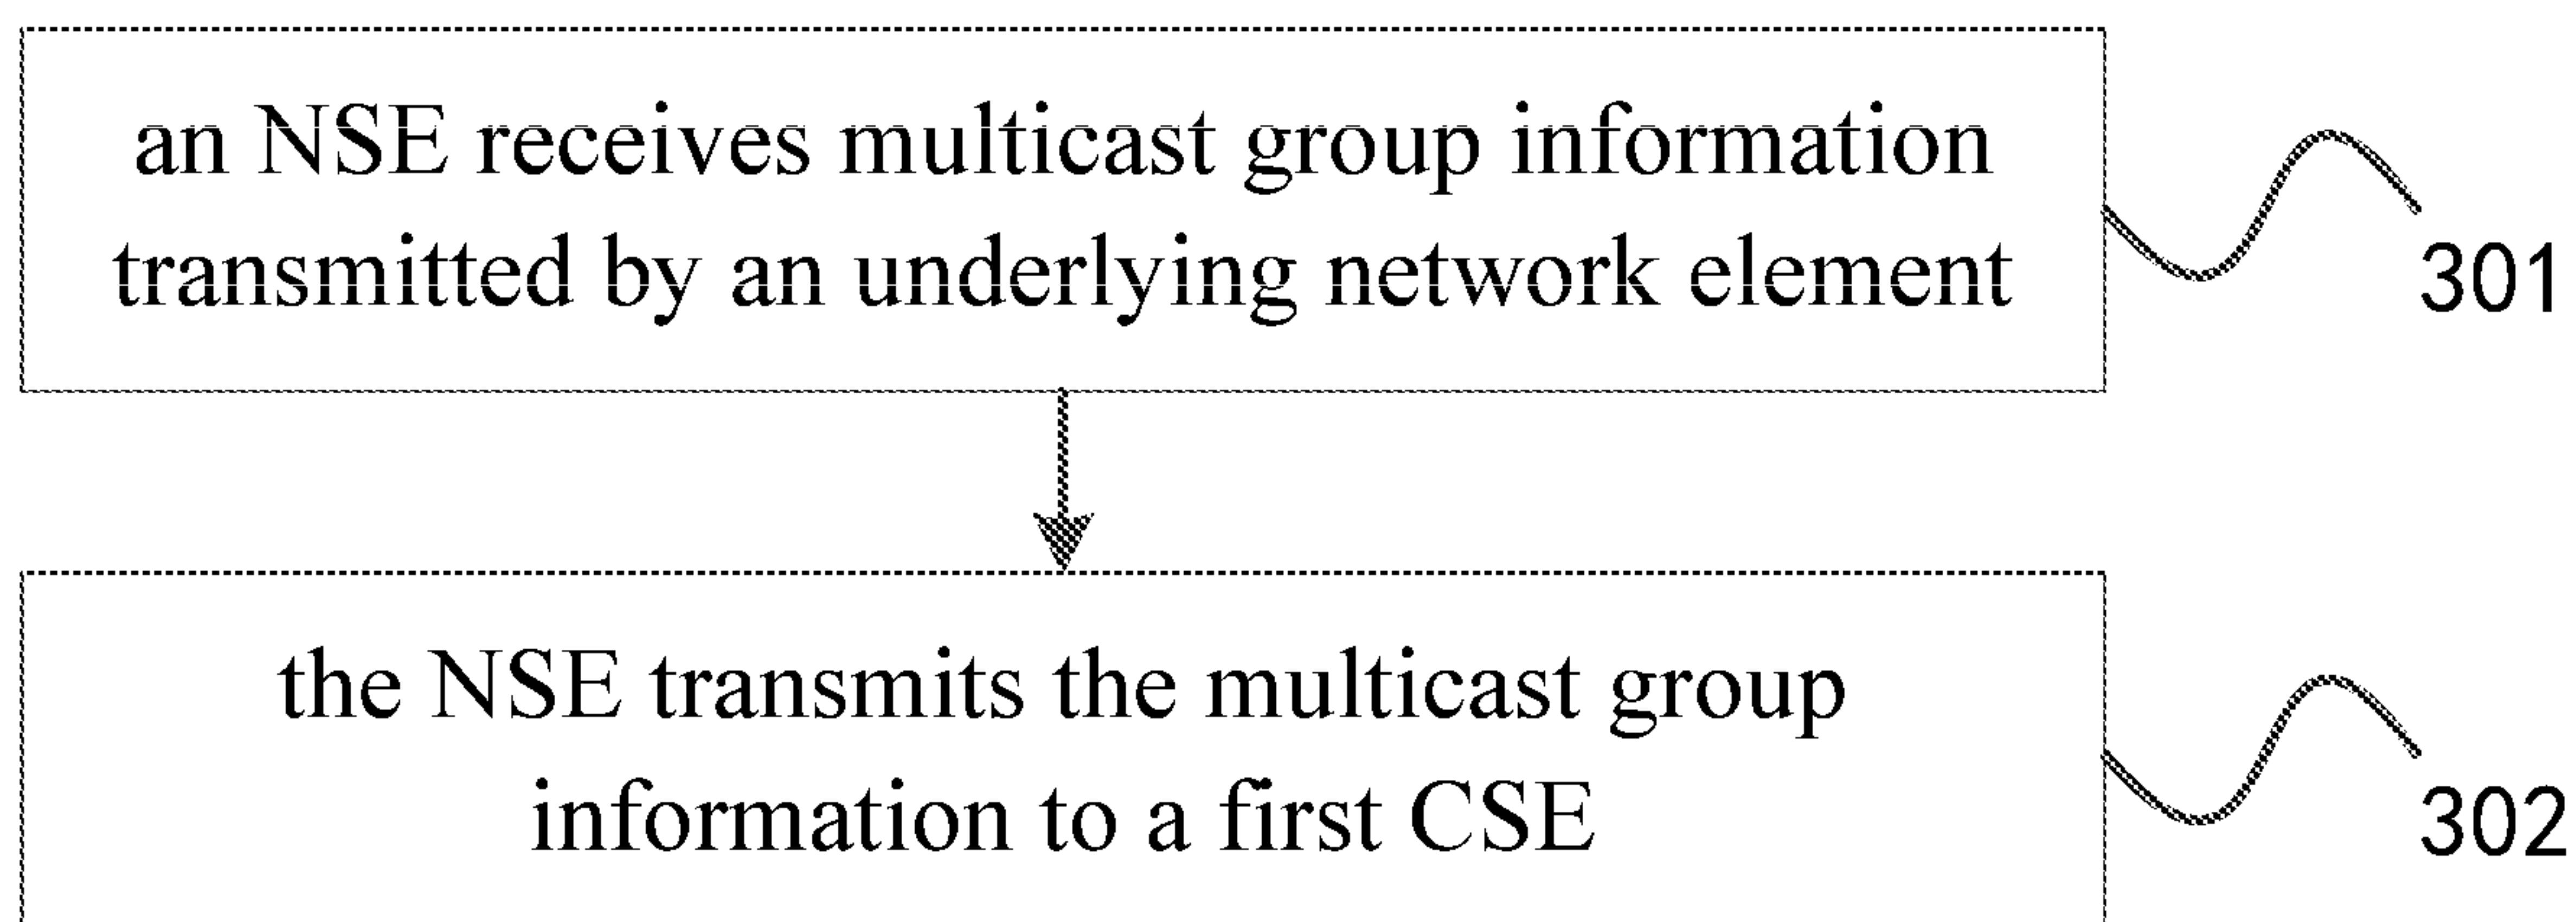 an NSE receives multicast group information
transmitted by an underlying network element
301
the NSE transmits the multicast group
information to a first CSE
302